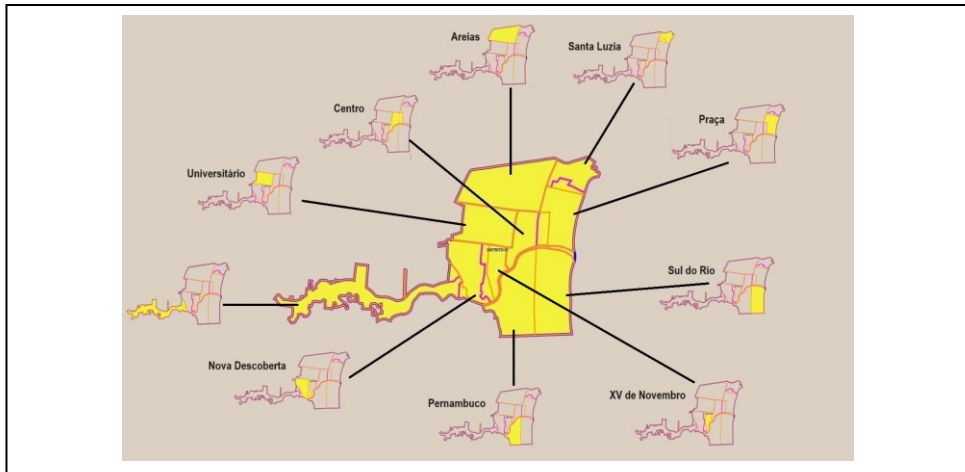 Areias
Santa Luzia
Centro
Praça
Universitário
Sul do Rio
Nova Descoberta
Pernambuco
XV de Novembro